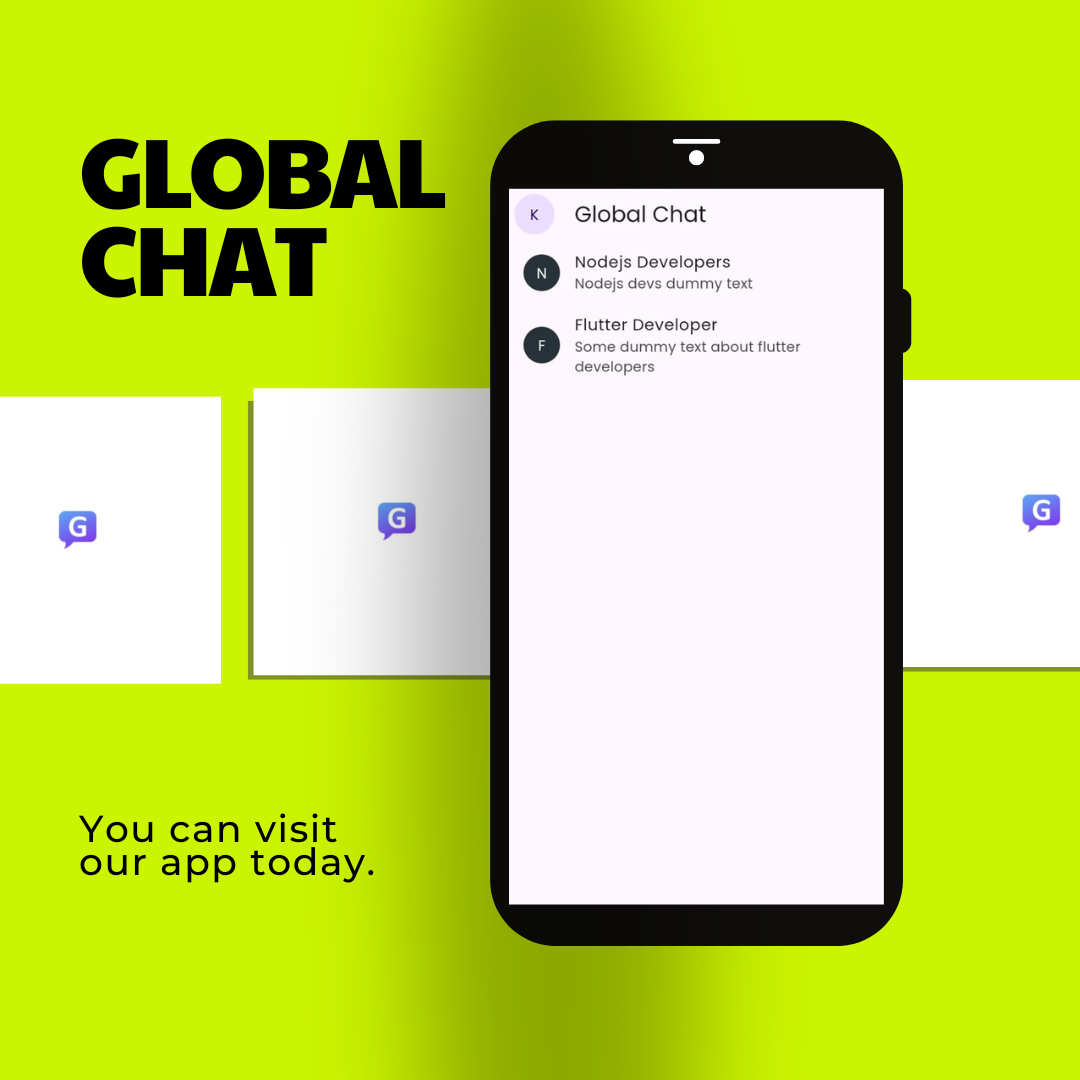 GLOBAL
CHAT
K
Global Chat
N
Nodejs Developers
Nodejs devs dummy text
F
Flutter Developer
Some dummy text about flutter
developers
G
G
G
You can visit
our app today.